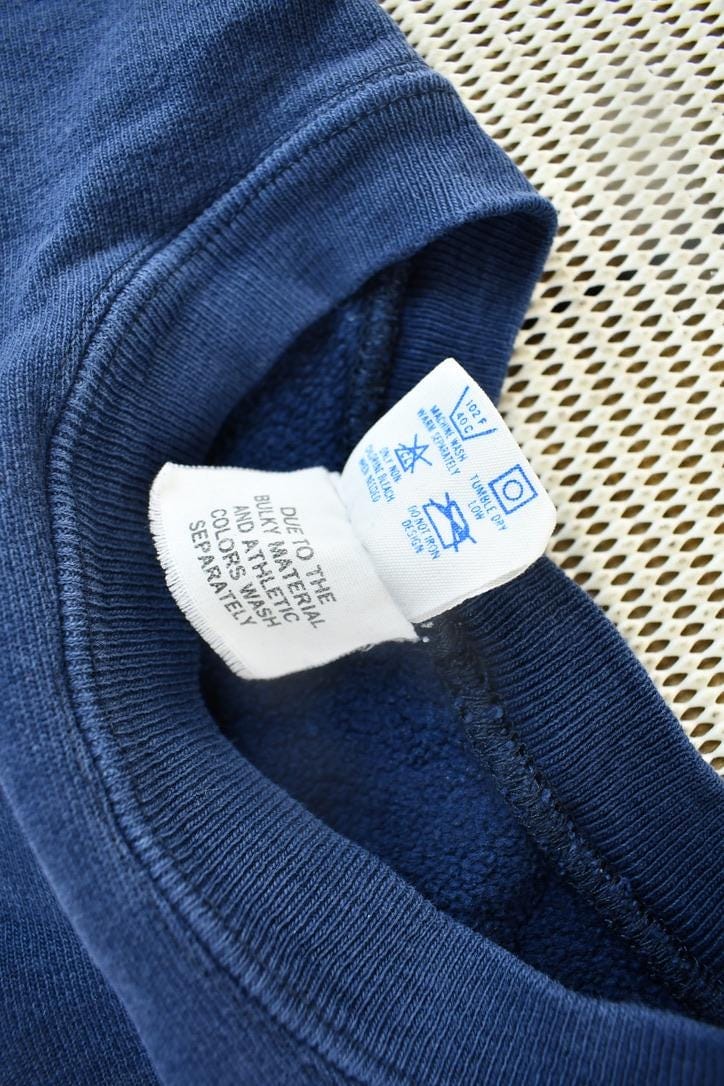 DUE TO THE
BULKY MATERIAL
AND ATHLETIC
COLORS WASH
SEPARATELY
102 F
40 C
MACHINE WASH
WARM SEPARATELY
ONLY NON
CHLORINE BLEACH
WHEN NEEDED
TUMBLE DRY
LOW
DO NOT IRON
DESIGN